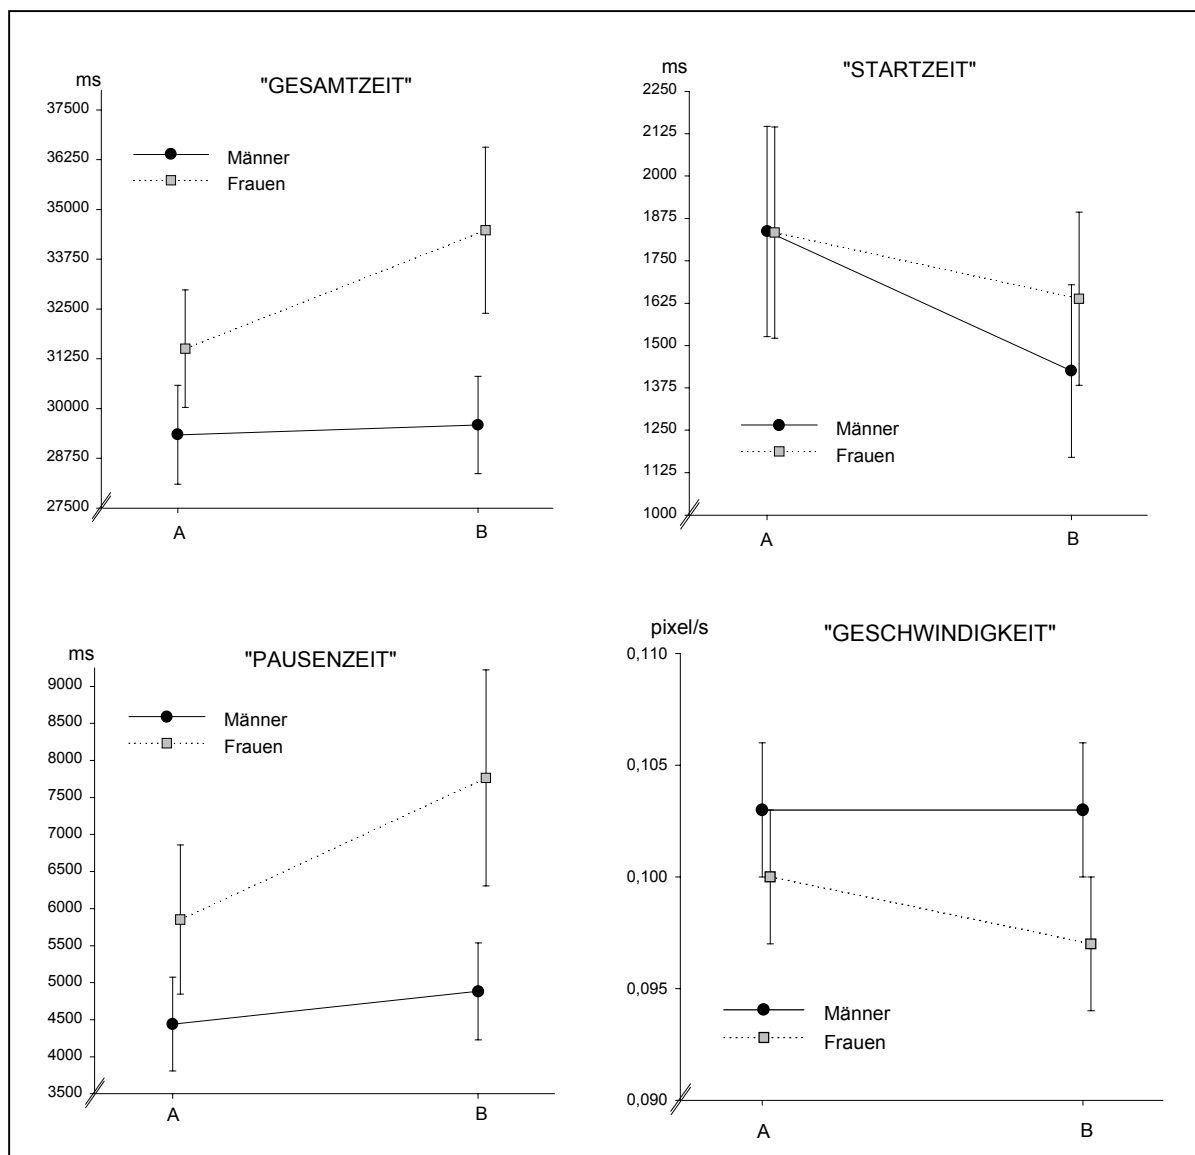 ms
"GESAMTZEIT"
37500
36250
35000
33750
32500
31250
30000
28750
27500
Männer
Frauen
A B
ms
"STARTZEIT"
2250
2125
2000
1875
1750
1625
1500
1375
1250
1125
1000
Männer
Frauen
A B
ms
"PAUSENZEIT"
9000
8500
8000
7500
7000
6500
6000
5500
5000
4500
4000
3500
Männer
Frauen
A B
pixel/s
"GESCHWINDIGKEIT"
0,110
0,105
0,100
0,095
0,090
Männer
Frauen
A B